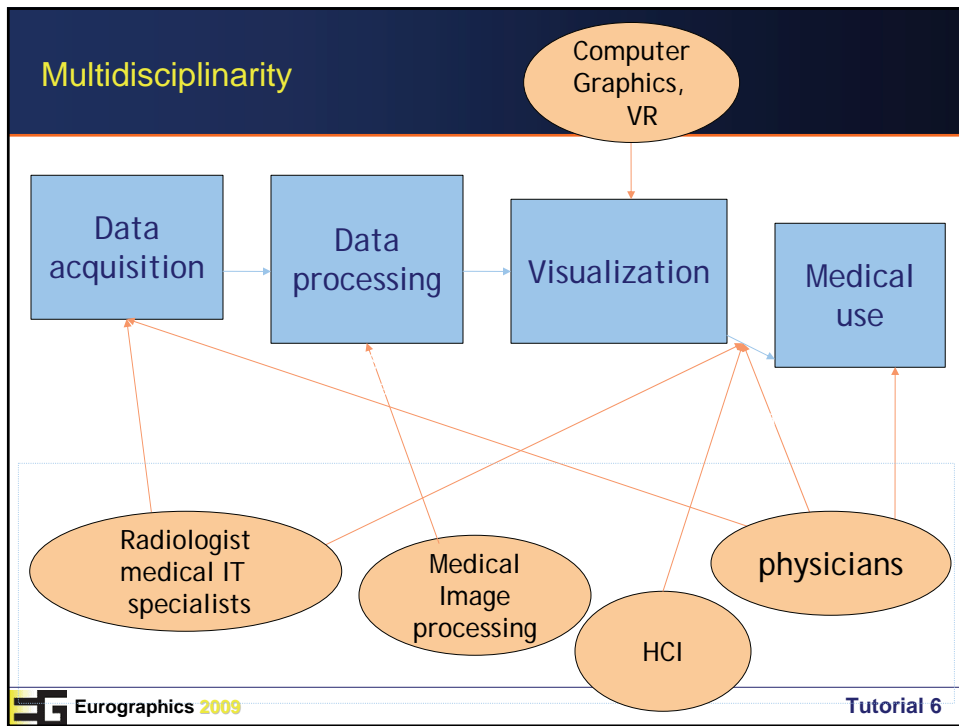 Multidisciplinarity
Computer
Graphics,
VR
Data
acquisition
Data
processing
Visualization
Medical
use
Radiologist
medical IT
specialists
Medical
Image
processing
HCI
physicians
Eurographics 2009
Tutorial 6